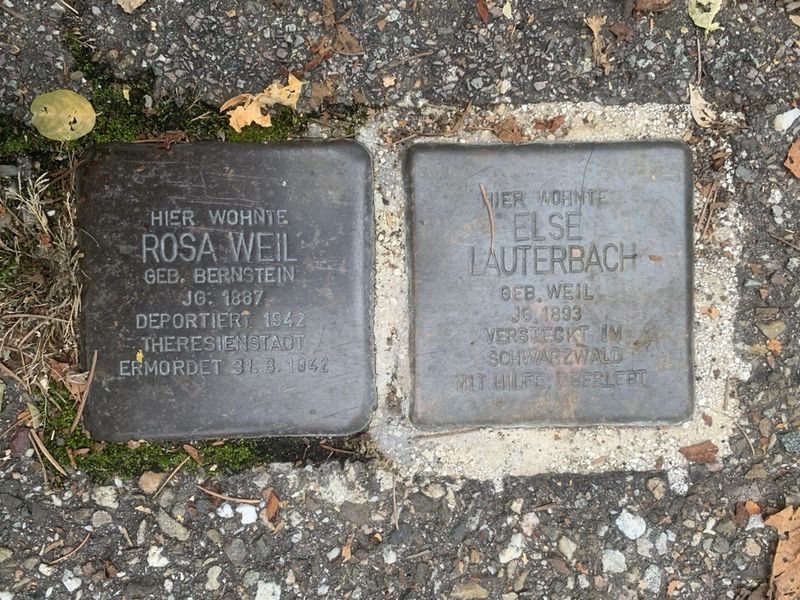 HIER WOHNTE
ROSA WEIL
GEB. BERNSTEIN
JG. 1867
DEPORTIERT 1942
THERESIENSTADT
ERMORDET 31.8.1942
HIER WOHNTE
ELSE
LAUTERBACH
GEB. WEIL
JG. 1893
VERSTECKT IM
SCHWARZWALD
MIT HILFE ÜBERLEBT